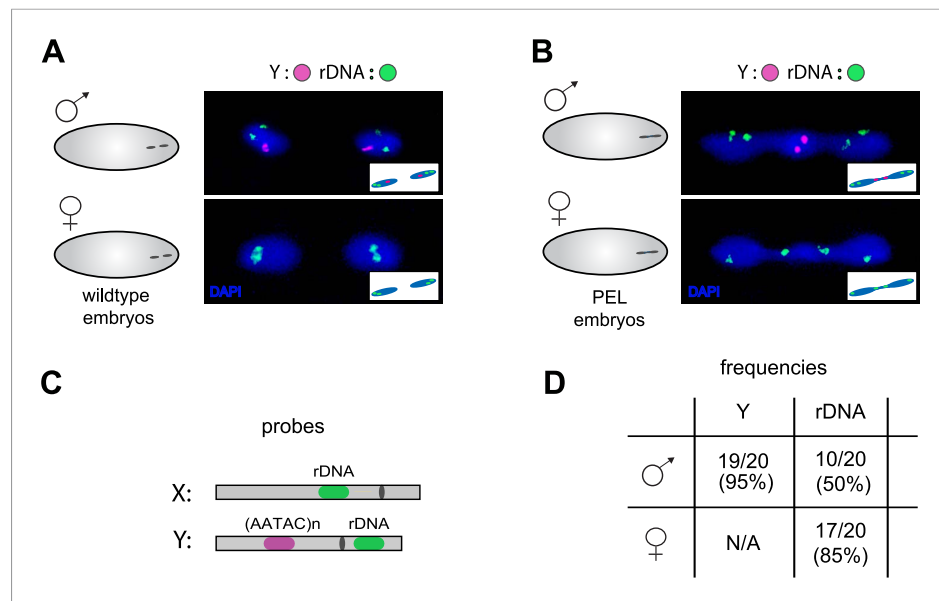 A
Y : rDNA :
DAPI
wildtype
embryos
B
Y : rDNA :
DAPI
PEL
embryos
C
probes
rDNA
X:
(AATAC)n rDNA
Y:
D
frequencies
Y rDNA
19/20 10/20
(95%) (50%)
N/A 17/20
(85%)